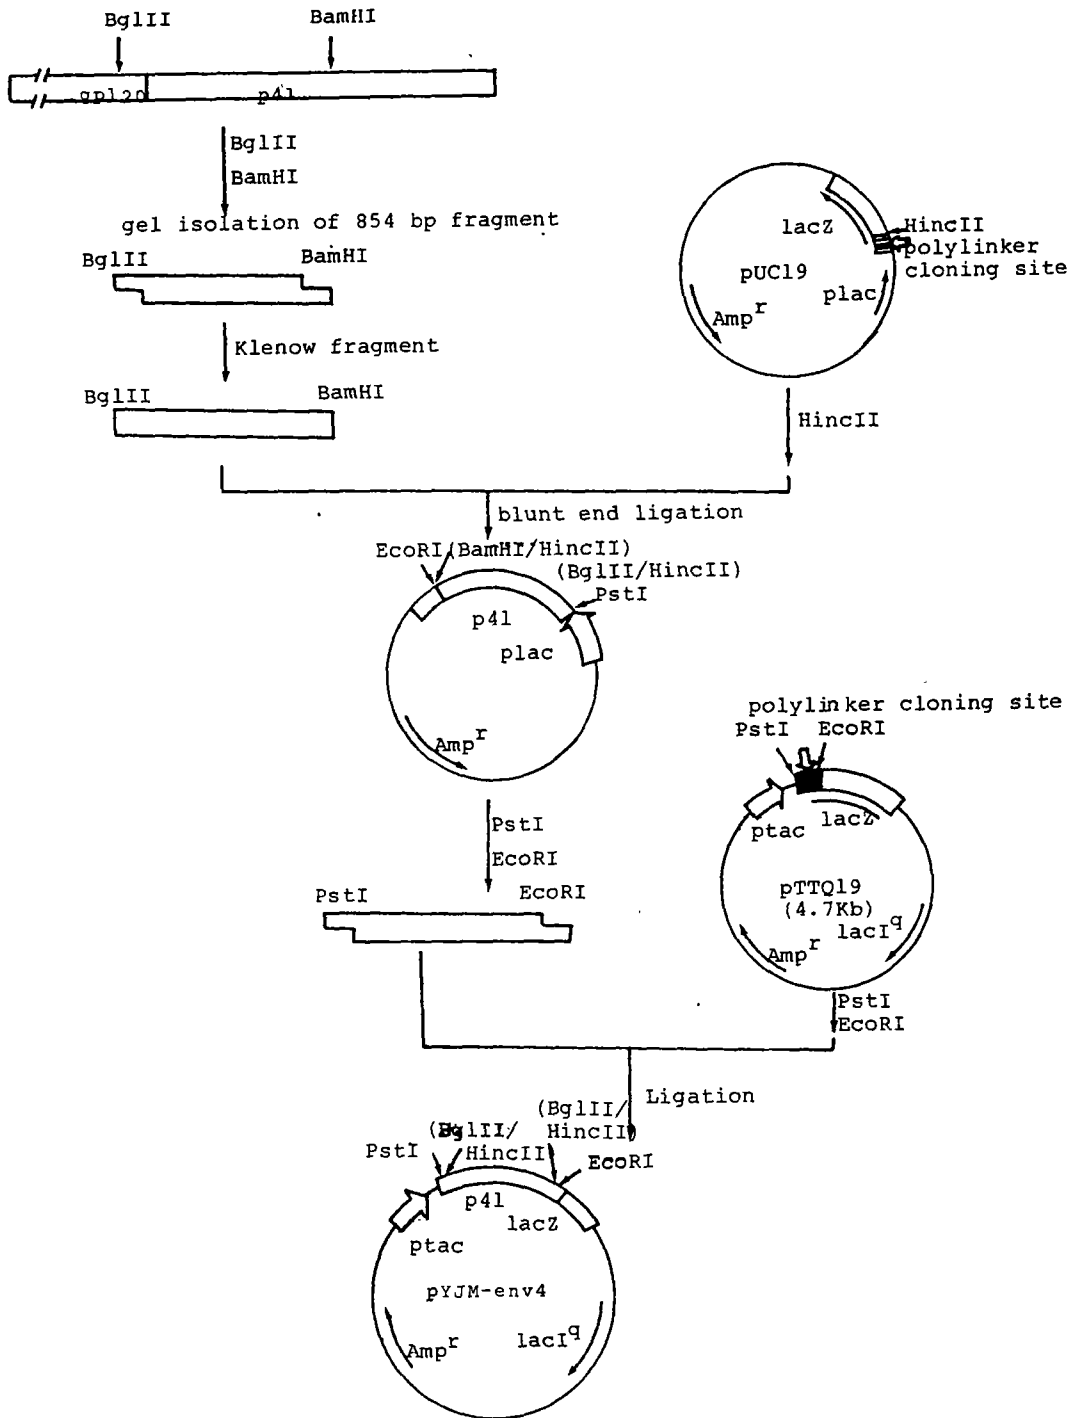 BglII BamHI
gp120 p41
BglII
BamHI
gel isolation of 854 bp fragment
BglII BamHI
Klenow fragment
BglII BamHI
lacZ
HincII
polylinker
cloning site
pUC19
plac
Amp^r
HincII
blunt end ligation
EcoRI (BamHI/HincII)
(BglII/HincII)
PstI
p41
plac
Amp^r
PstI
EcoRI
PstI EcoRI
polylinker cloning site
PstI EcoRI
ptac lacZ
pTTQ19
(4.7Kb)
lacI^q
Amp^r
PstI
EcoRI
Ligation
(BglII/
HincII)
(BglII/
HincII
PstI
EcoRI
p41
lacZ
ptac
pYJM-env4
lacI^q
Amp^r